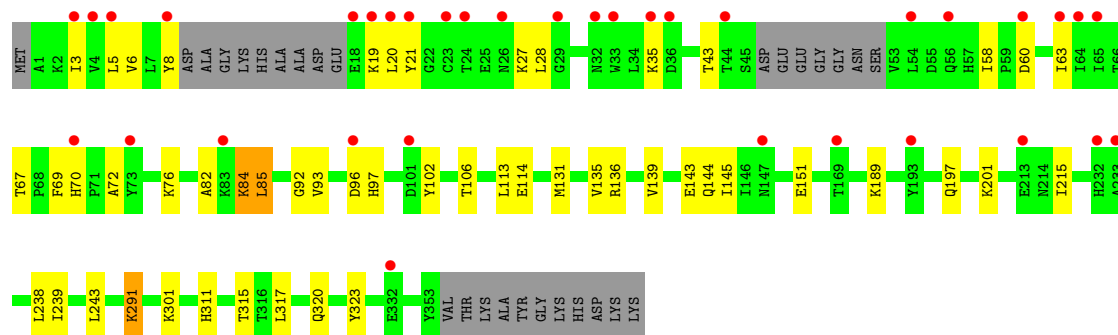 MET A1 K2 I3 V4 L5 V6 L7 Y8 ASP ALA GLY LYS HIS ALA ALA ASP GLU E18 K19 L20 Y21 G22 C23 T24 E25 N26 K27 L28 G29 N32 W33 L34 K35 D36 T43 T44 S45 ASP GLU GLU GLY GLY ASN SER V53 L54 D55 Q56 H57 I58 P59 D60 I63 I64 I65 T66
T67 P68 F69 H70 P71 A72 Y73 K76 A82 K83 K84 L85 G92 V93 D96 H97 D101 Y102 T106 L113 E114 M131 V135 R136 V139 E143 Q144 I145 Y146 N147 E151 T169 K189 Y193 Q197 K201 E213 N214 I215 H232 A233
L238 I239 L243 K291 K301 H311 T315 T316 L317 Q320 Y323 E332 Y353 VAL THR LYS ALA TYR GLY LYS HIS ASP LYS LYS